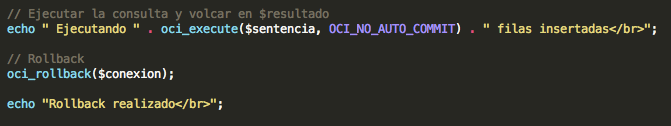 // Ejecutar la consulta y volcar en $resultado
echo " Ejecutando " . oci_execute($sentencia, OCI_NO_AUTO_COMMIT) . " filas insertadas</br>";
// Rollback
oci_rollback($conexion);
echo "Rollback realizado</br>";